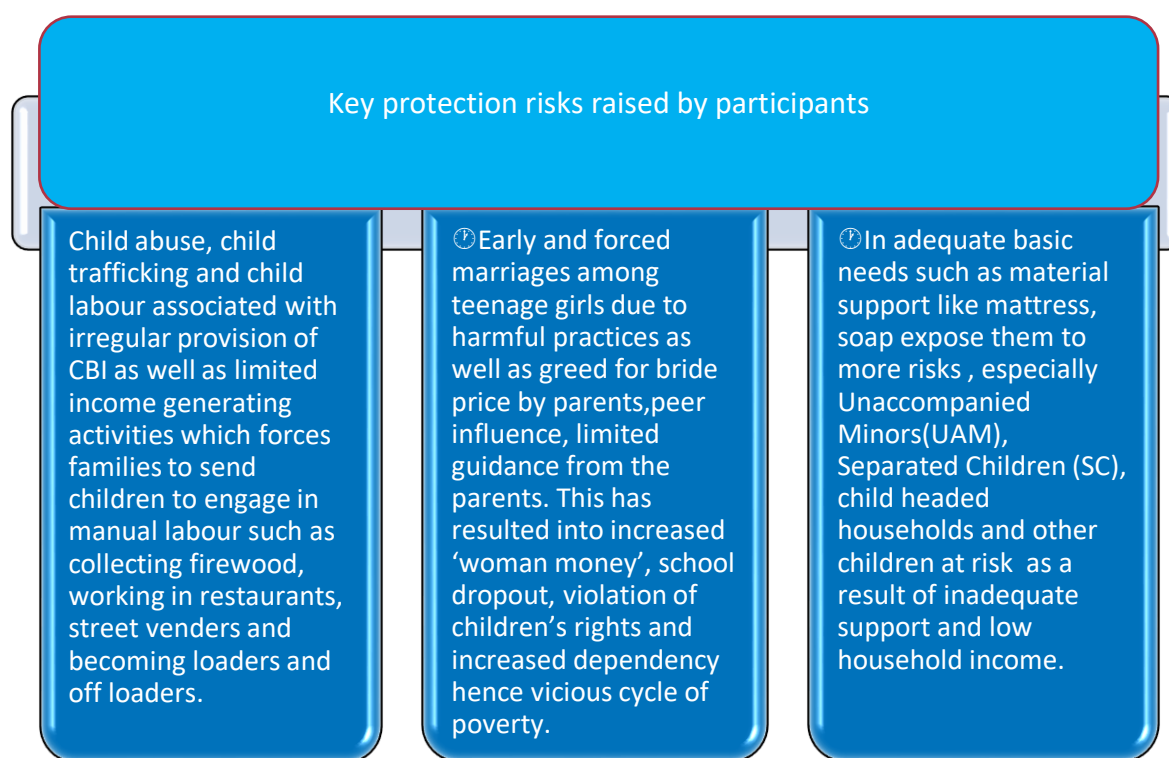 Key protection risks raised by participants
Child abuse, child
trafficking and child
labour associated with
irregular provision of
CBI as well as limited
income generating
activities which forces
families to send
children to engage in
manual labour such as
collecting firewood,
working in restaurants,
street venders and
becoming loaders and
off loaders.
🕐Early and forced
marriages among
teenage girls due to
harmful practices as
well as greed for bride
price by parents,peer
influence, limited
guidance from the
parents. This has
resulted into increased
‘woman money’, school
dropout, violation of
children’s rights and
increased dependency
hence vicious cycle of
poverty.
🕐In adequate basic
needs such as material
support like mattress,
soap expose them to
more risks , especially
Unaccompanied
Minors(UAM),
Separated Children (SC),
child headed
households and other
children at risk  as a
result of inadequate
support and low
household income.